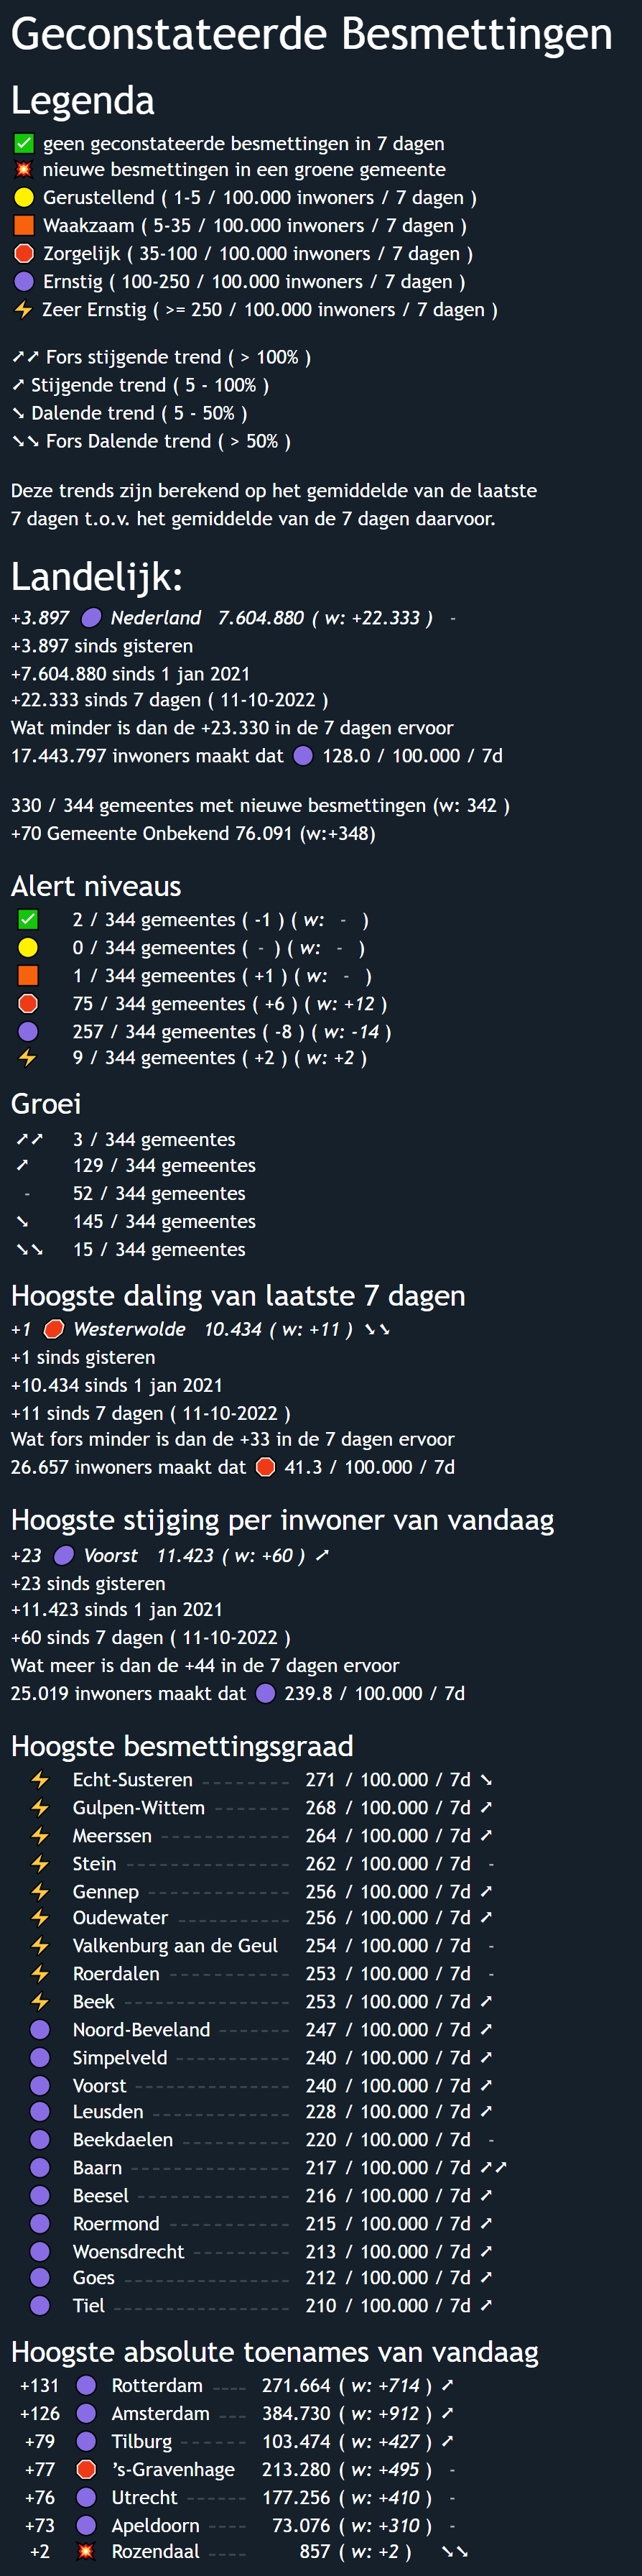 Geconstateerde Besmettingen
Legenda
✅ geen geconstateerde besmettingen in 7 dagen
💥 nieuwe besmettingen in een groene gemeente
🟡 Gerustellend ( 1-5 / 100.000 inwoners / 7 dagen )
🟧 Waakzaam ( 5-35 / 100.000 inwoners / 7 dagen )
🛑 Zorgelijk ( 35-100 / 100.000 inwoners / 7 dagen )
🟣 Ernstig ( 100-250 / 100.000 inwoners / 7 dagen )
⚡ Zeer Ernstig ( >= 250 / 100.000 inwoners / 7 dagen )
➚➚ Fors stijgende trend ( > 100% )
➚ Stijgende trend ( 5 - 100% )
➘ Dalende trend ( 5 - 50% )
➘➘ Fors Dalende trend ( > 50% )
Deze trends zijn berekend op het gemiddelde van de laatste
7 dagen t.o.v. het gemiddelde van de 7 dagen daarvoor.
Landelijk:
+3.897 🟣 Nederland 7.604.880 ( w: +22.333 ) -
+3.897 sinds gisteren
+7.604.880 sinds 1 jan 2021
+22.333 sinds 7 dagen ( 11-10-2022 )
Wat minder is dan de +23.330 in de 7 dagen ervoor
17.443.797 inwoners maakt dat 🟣 128.0 / 100.000 / 7d
330 / 344 gemeentes met nieuwe besmettingen (w: 342 )
+70 Gemeente Onbekend 76.091 (w:+348)
Alert niveaus
✅ 2 / 344 gemeentes ( -1 ) ( w: - )
🟡 0 / 344 gemeentes ( - ) ( w: - )
🟧 1 / 344 gemeentes ( +1 ) ( w: - )
🛑 75 / 344 gemeentes ( +6 ) ( w: +12 )
🟣 257 / 344 gemeentes ( -8 ) ( w: -14 )
⚡ 9 / 344 gemeentes ( +2 ) ( w: +2 )
Groei
➚➚ 3 / 344 gemeentes
➚ 129 / 344 gemeentes
- 52 / 344 gemeentes
➘ 145 / 344 gemeentes
➘➘ 15 / 344 gemeentes
Hoogste daling van laatste 7 dagen
+1 🛑 Westerwolde 10.434 ( w: +11 ) ➘➘
+1 sinds gisteren
+10.434 sinds 1 jan 2021
+11 sinds 7 dagen ( 11-10-2022 )
Wat fors minder is dan de +33 in de 7 dagen ervoor
26.657 inwoners maakt dat 🛑 41.3 / 100.000 / 7d
Hoogste stijging per inwoner van vandaag
+23 🟣 Voorst 11.423 ( w: +60 ) ➚
+23 sinds gisteren
+11.423 sinds 1 jan 2021
+60 sinds 7 dagen ( 11-10-2022 )
Wat meer is dan de +44 in de 7 dagen ervoor
25.019 inwoners maakt dat 🟣 239.8 / 100.000 / 7d
Hoogste besmettingsgraad
⚡ Echt-Susteren -------- 271 / 100.000 / 7d ➘
⚡ Gulpen-Wittem ------- 268 / 100.000 / 7d ➚
⚡ Meerssen ------------ 264 / 100.000 / 7d ➚
⚡ Stein --------------- 262 / 100.000 / 7d -
⚡ Gennep ------------- 256 / 100.000 / 7d ➚
⚡ Oudewater ---------- 256 / 100.000 / 7d ➚
⚡ Valkenburg aan de Geul 254 / 100.000 / 7d -
⚡ Roerdalen ----------- 253 / 100.000 / 7d -
⚡ Beek --------------- 253 / 100.000 / 7d ➚
🟣 Noord-Beveland ------- 247 / 100.000 / 7d ➚
🟣 Simpelveld ---------- 240 / 100.000 / 7d ➚
🟣 Voorst -------------- 240 / 100.000 / 7d ➚
🟣 Leusden ------------ 228 / 100.000 / 7d ➚
🟣 Beekdaelen ---------- 220 / 100.000 / 7d -
🟣 Baarn -------------- 217 / 100.000 / 7d ➚➚
🟣 Beesel -------------- 216 / 100.000 / 7d ➚
🟣 Roermond ----------- 215 / 100.000 / 7d ➚
🟣 Woensdrecht --------- 213 / 100.000 / 7d ➚
🟣 Goes --------------- 212 / 100.000 / 7d ➚
🟣 Tiel ---------------- 210 / 100.000 / 7d ➚
Hoogste absolute toenames van vandaag
+131 🟣 Rotterdam ---- 271.664 ( w: +714 ) ➚
+126 🟣 Amsterdam --- 384.730 ( w: +912 ) ➚
+79 🟣 Tilburg ------ 103.474 ( w: +427 ) ➚
+77 🛑 's-Gravenhage 213.280 ( w: +495 ) -
+76 🟣 Utrecht ------ 177.256 ( w: +410 ) -
+73 🟣 Apeldoorn ---- 73.076 ( w: +310 ) -
+2 💥 Rozendaal ---- 857 ( w: +2 ) ➘➘